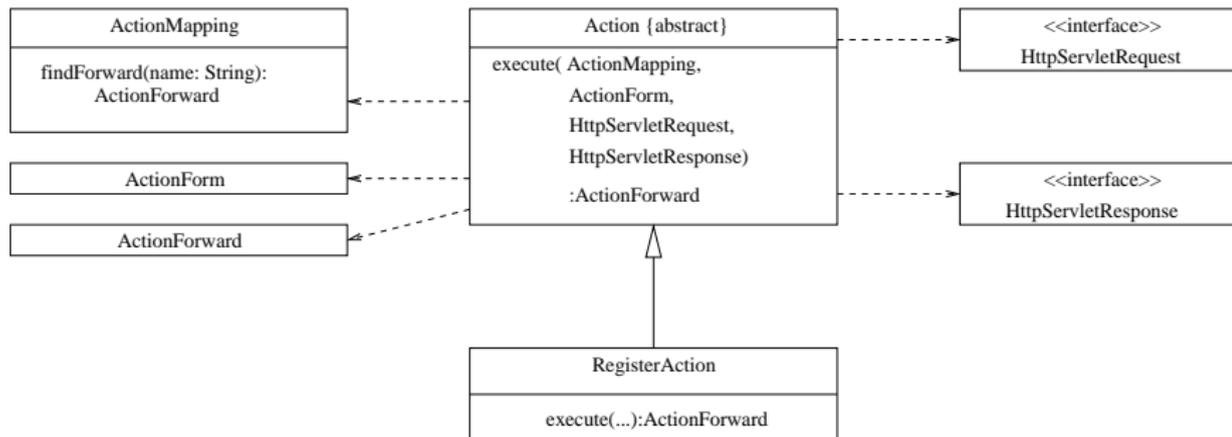 ActionMapping
findForward(name: String):
ActionForward
ActionForm
ActionForward
Action {abstract}
execute( ActionMapping,
ActionForm,
HttpServletRequest,
HttpServletResponse)
:ActionForward
<<interface>>
HttpServletRequest
<<interface>>
HttpServletResponse
RegisterAction
execute(...):ActionForward